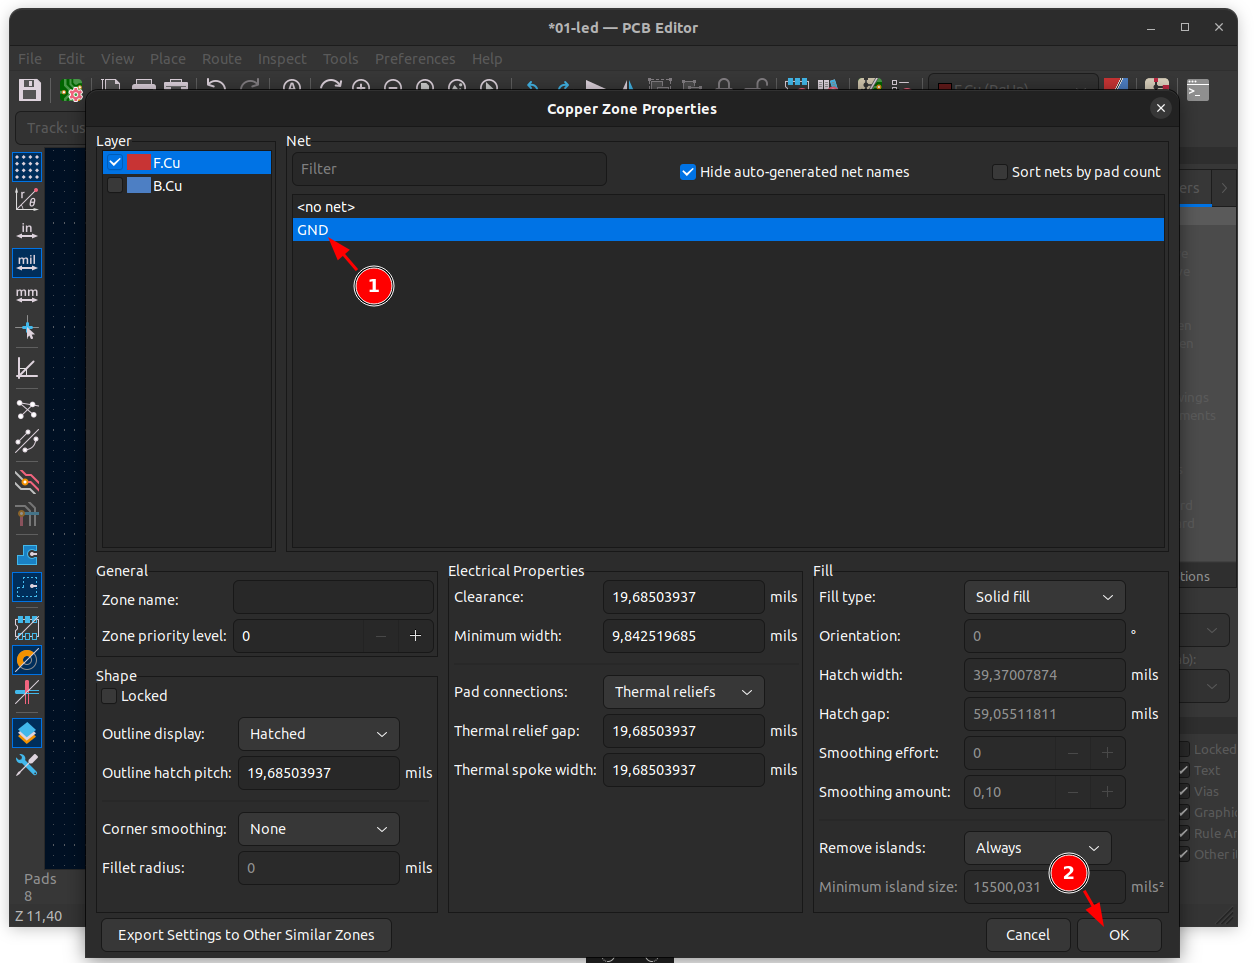 *01-led — PCB Editor
File Edit View Place Route Inspect Tools Preferences Help
Copper Zone Properties
Track: us
Layer
Net
F.Cu
B.Cu
Filter
Hide auto-generated net names
Sort nets by pad count
<no net>
GND
1
in
mil
mm
General
Zone name:
Zone priority level: 0
Shape
Locked
Outline display: Hatched
Outline hatch pitch: 19,68503937 mils
Corner smoothing: None
Fillet radius: 0 mils
Electrical Properties
Clearance: 19,68503937 mils
Minimum width: 9,842519685 mils
Pad connections: Thermal reliefs
Thermal relief gap: 19,68503937 mils
Thermal spoke width: 19,68503937 mils
Fill
Fill type: Solid fill
Orientation: 0 °
Hatch width: 39,37007874 mils
Hatch gap: 59,05511811 mils
Smoothing effort: 0
Smoothing amount: 0,10
Remove islands: Always
Minimum island size: 15500,031 mils²
2
Export Settings to Other Similar Zones
Cancel
OK
Locked
Text
Vias
Graphi
Rule Ar
Other i
Pads
8
Z 11,40